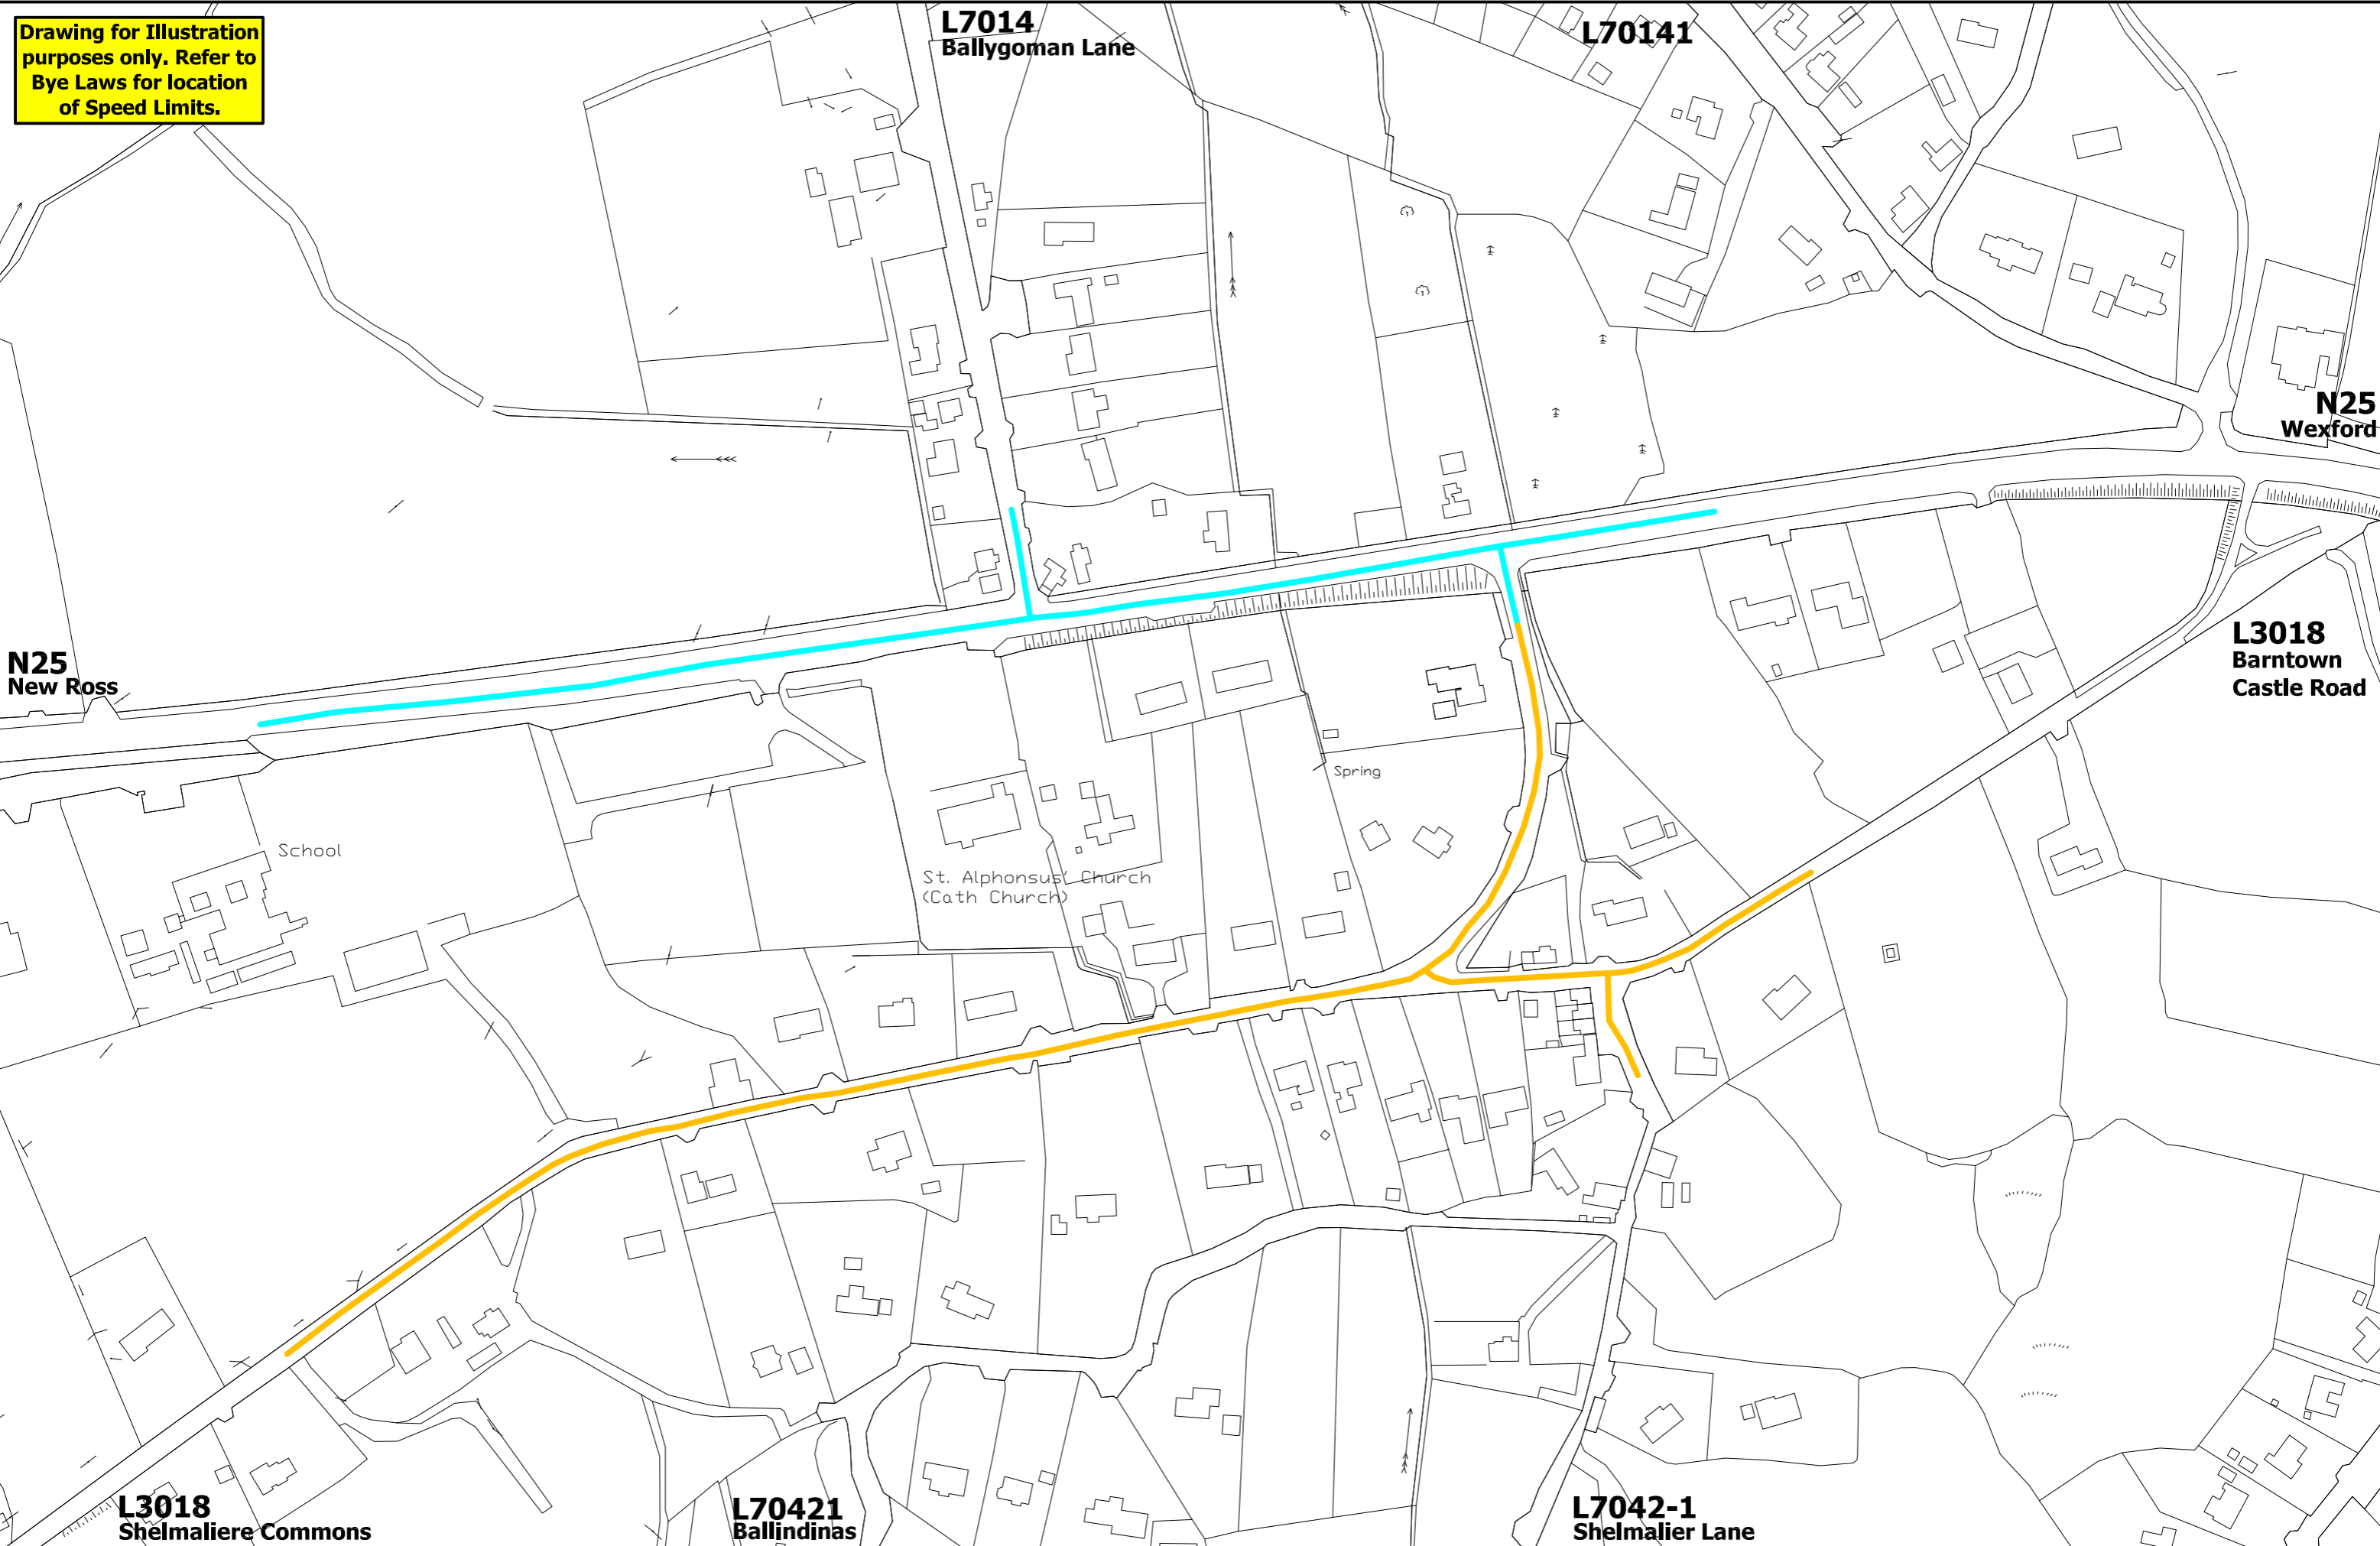 Drawing for Illustration
purposes only. Refer to
Bye Laws for location
of Speed Limits.
L7014
Ballygoman Lane
L70141
N25
Wexford
N25
New Ross
L3018
Barntown
Castle Road
Spring
School
St. Alphonsus' Church
(Cath Church)
L3018
Shelmaliere Commons
L70421
Ballindinas
L7042-1
Shelmalier Lane